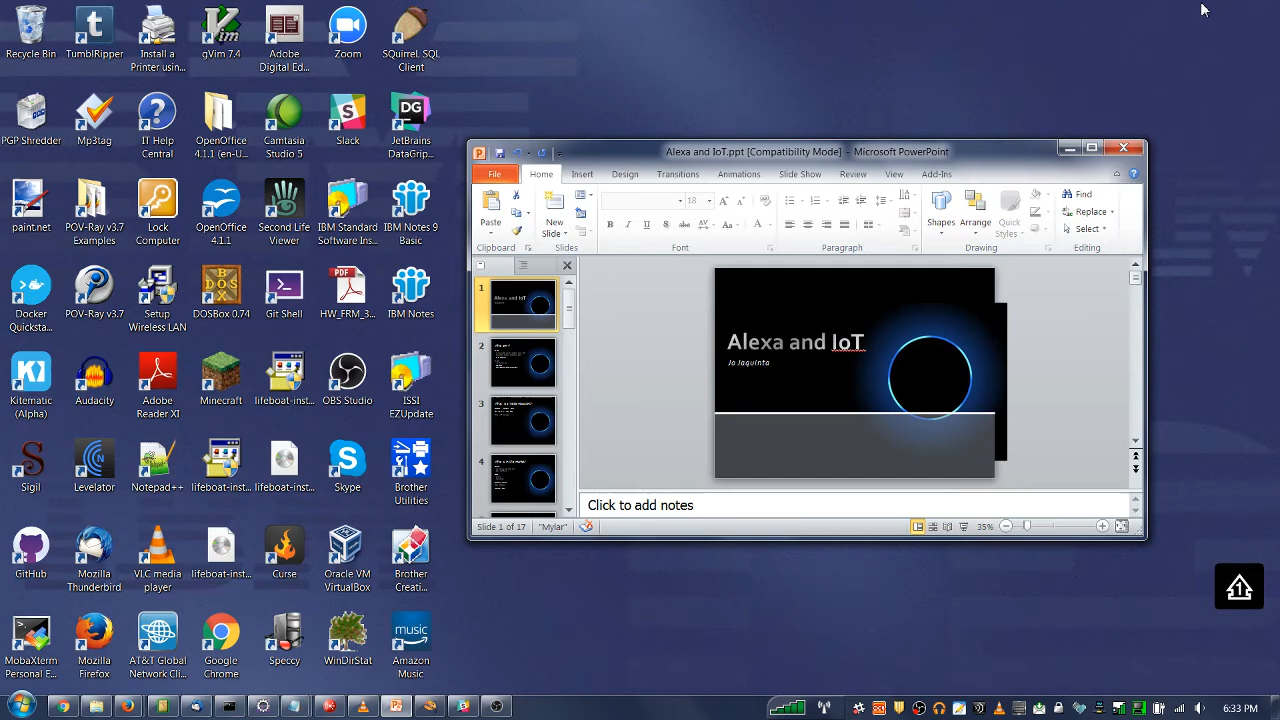 Recycle Bin
TumblRipper
Install a Printer usin...
gVim 7.4
Adobe Digital Ed...
Zoom
SQuirreL SQL Client
PGP Shredder
Mp3tag
IT Help Central
OpenOffice 4.1.1 (en-U...
Camtasia Studio 5
Slack
JetBrains DataGrip...
paint.net
POV-Ray v3.7 Examples
Lock Computer
OpenOffice 4.1.1
Second Life Viewer
IBM Standard Software Ins...
IBM Notes 9 Basic
Docker Quicksta...
POV-Ray v3.7
Setup Wireless LAN
DOSBox 0.74
Git Shell
HW_FRM_3...
IBM Notes
Kitematic (Alpha)
Audacity
Adobe Reader XI
Minecraft
lifeboat-inst...
OBS Studio
ISSI EZUpdate
Sigil
Levelator
Notepad++
lifeboat-inst...
lifeboat-inst...
Skype
Brother Utilities
GitHub
Mozilla Thunderbird
VLC media player
lifeboat-inst...
Curse
Oracle VM VirtualBox
Brother Creati...
MobaXterm Personal E...
Mozilla Firefox
AT&T Global Network Cli...
Google Chrome
Speccy
WinDirStat
Amazon Music
Alexa and IoT.ppt [Compatibility Mode] - Microsoft PowerPoint
File Home Insert Design Transitions Animations Slide Show Review View Add-Ins
Paste
New Slide
18
Shapes
Arrange
Quick Styles
Find
Replace
Select
Clipboard Slides Font Paragraph Drawing Editing
1
Alexa and IoT
2
3
4
Alexa and IoT
Jo Jaquinta
Click to add notes
Slide 1 of 17 "Mylar" 35%
1
6:33 PM